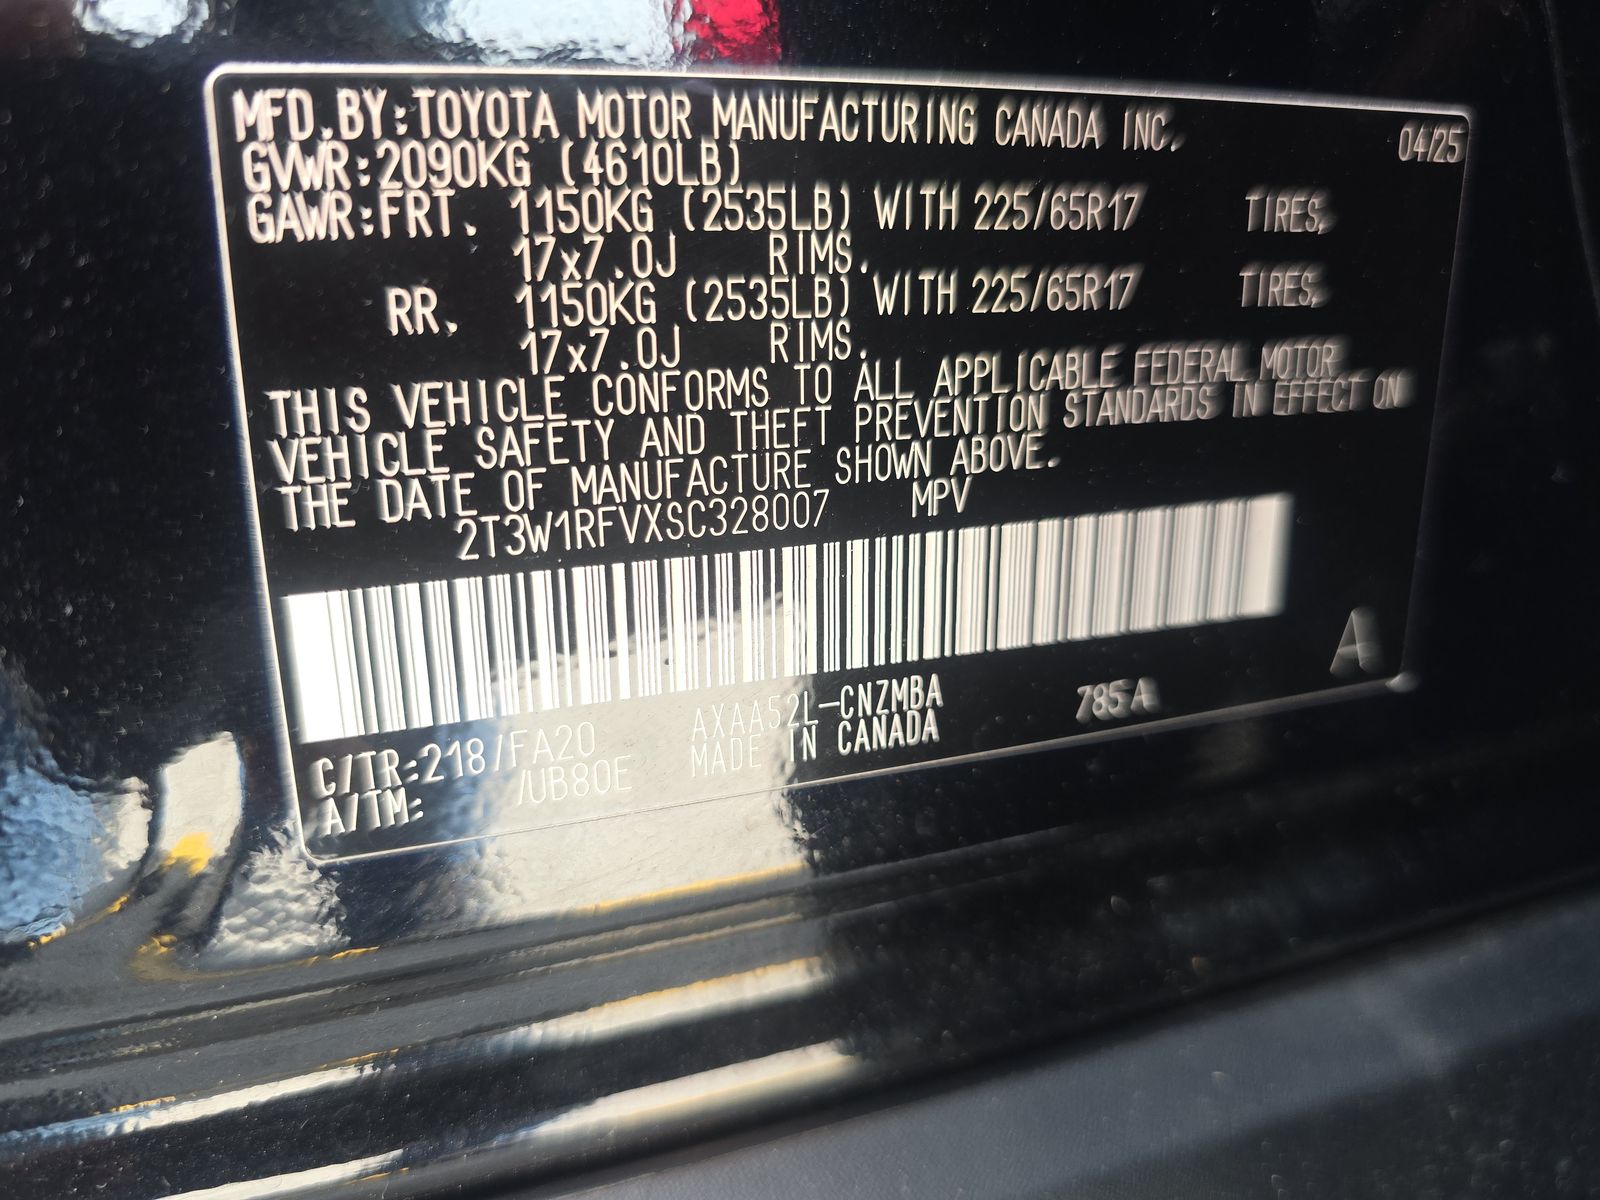 MFD.BY:TOYOTA MOTOR MANUFACTURING CANADA INC. 04/25
GVWR:2090KG (4610LB)
GAWR:FRT. 1150KG (2535LB) WITH 225/65R17 TIRES,
17x7.0J RIMS.
RR. 1150KG (2535LB) WITH 225/65R17 TIRES,
17x7.0J RIMS.
THIS VEHICLE CONFORMS TO ALL APPLICABLE FEDERAL MOTOR
VEHICLE SAFETY AND THEFT PREVENTION STANDARDS IN EFFECT ON
THE DATE OF MANUFACTURE SHOWN ABOVE.
2T3W1RFVXSC328007 MPV
A
C/TR:218/FA20 AXAA52L-CNZMBA 785A
A/TM: /UB80E MADE IN CANADA